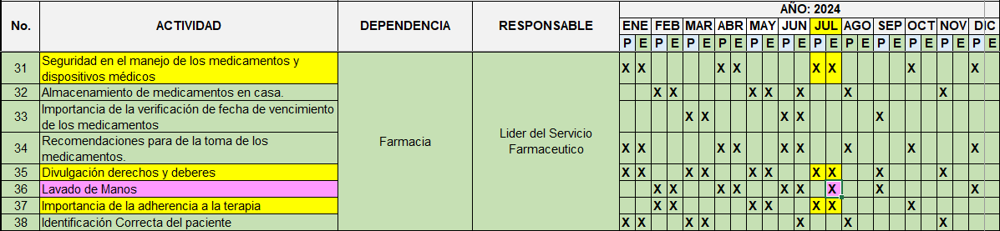 AÑO: 2024
No. ACTIVIDAD DEPENDENCIA RESPONSABLE ENE FEB MAR ABR MAY JUN JUL AGO SEP OCT NOV DIC
P E P E P E P E P E P E P E P E P E P E P E P E
31 Seguridad en el manejo de los medicamentos y
dispositivos médicos X X X X X X X X
32 Almacenamiento de medicamentos en casa. X X X X X X X
33 Importancia de la verificación de fecha de vencimiento
de los medicamentos X X X X X
34 Recomendaciones para de la toma de los
medicamentos. X X X X X X X X X
Farmacia
Lider del Servicio
Farmaceutico
35 Divulgación derechos y deberes X X X X X X X X X X
36 Lavado de Manos X X X X X X X X X
37 Importancia de la adherencia a la terapia X X X X X X X
38 Identificación Correcta del paciente X X X X X X X